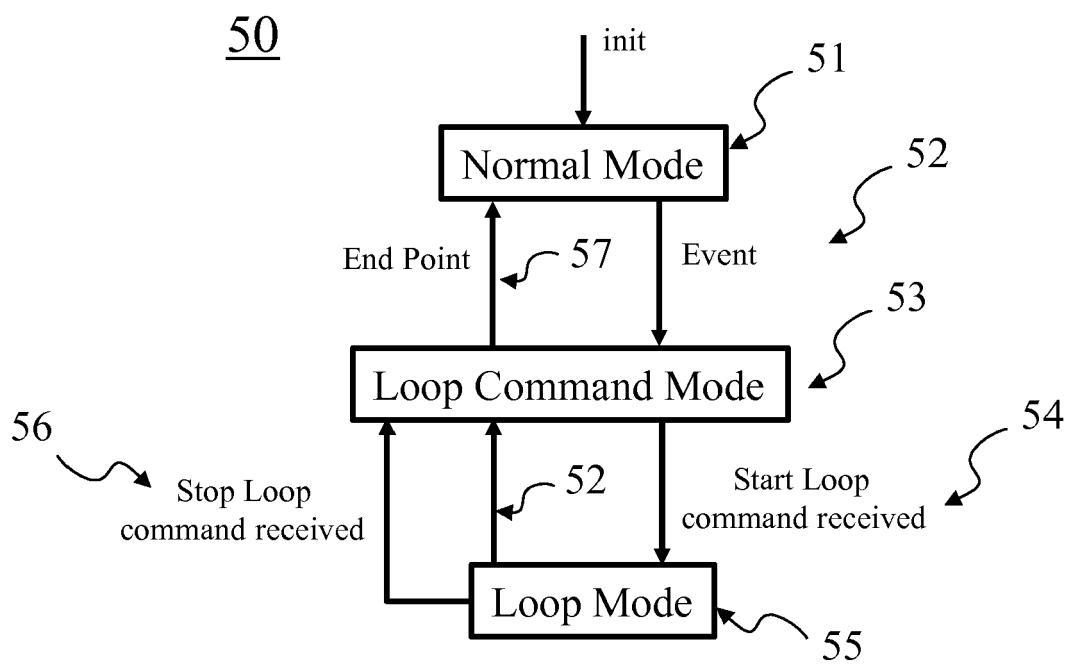 50
init
51
Normal Mode
52
End Point
57
Event
53
Loop Command Mode
56
54
Stop Loop
command received
52
Start Loop
command received
Loop Mode
55